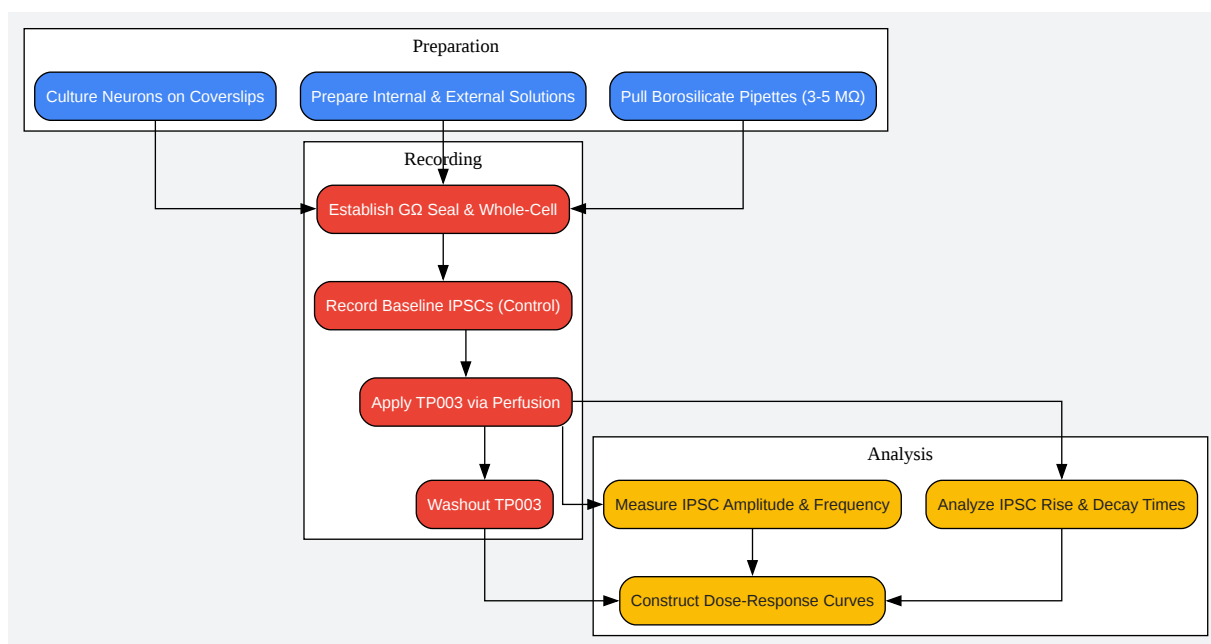 Preparation
Culture Neurons on Coverslips
Prepare Internal & External Solutions
Pull Borosilicate Pipettes (3-5 MΩ)
Recording
Establish GΩ Seal & Whole-Cell
Record Baseline IPSCs (Control)
Apply TP003 via Perfusion
Washout TP003
Analysis
Measure IPSC Amplitude & Frequency
Analyze IPSC Rise & Decay Times
Construct Dose-Response Curves